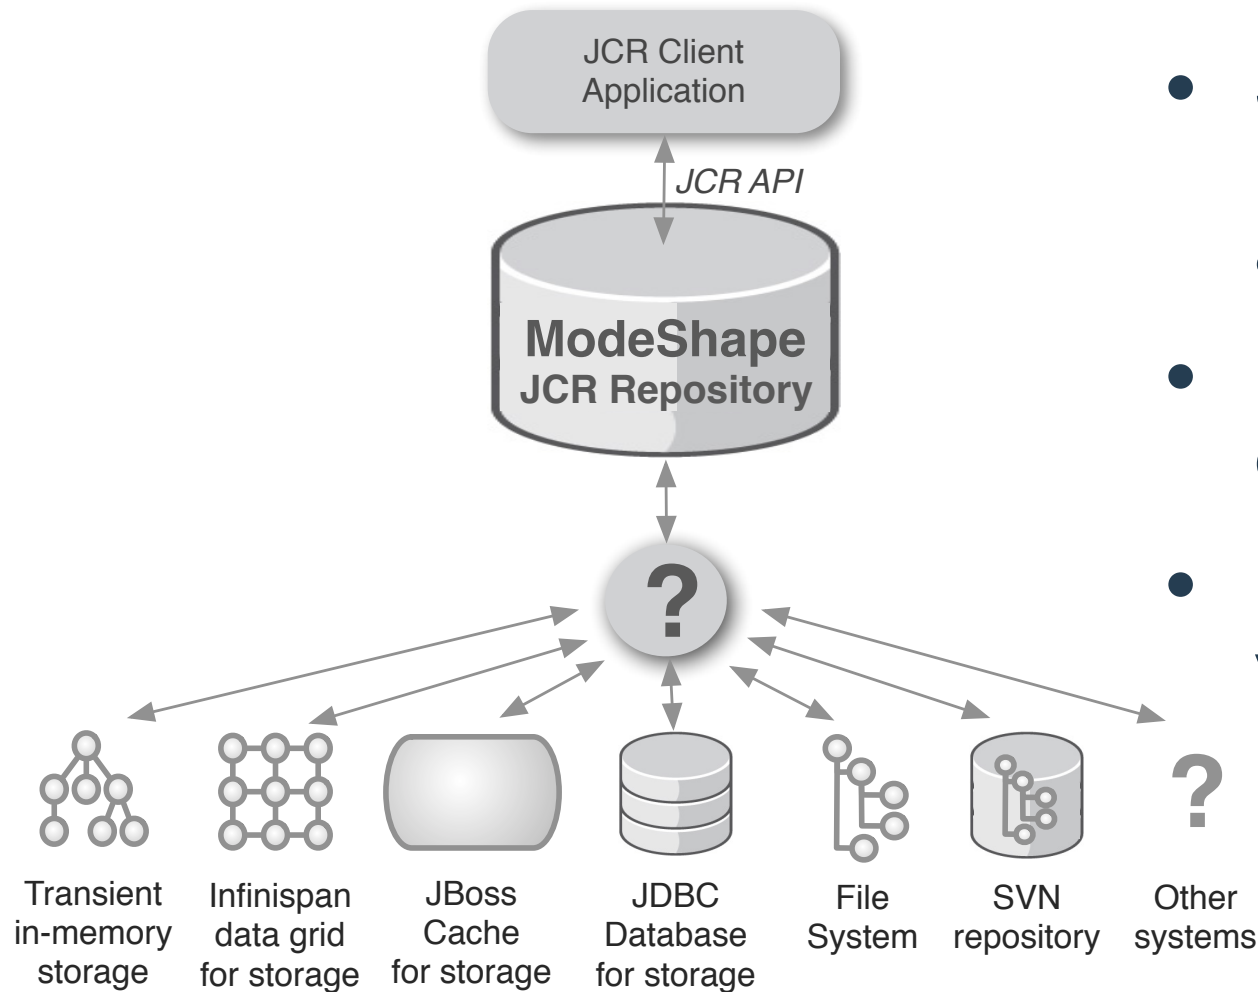 JCR Client
Application
JCR API
ModeShape
JCR Repository
?
?
Transient
in-memory
storage
Infinispan
data grid
for storage
JBoss
Cache
for storage
JDBC
Database
for storage
File
System
SVN
repository
Other
systems